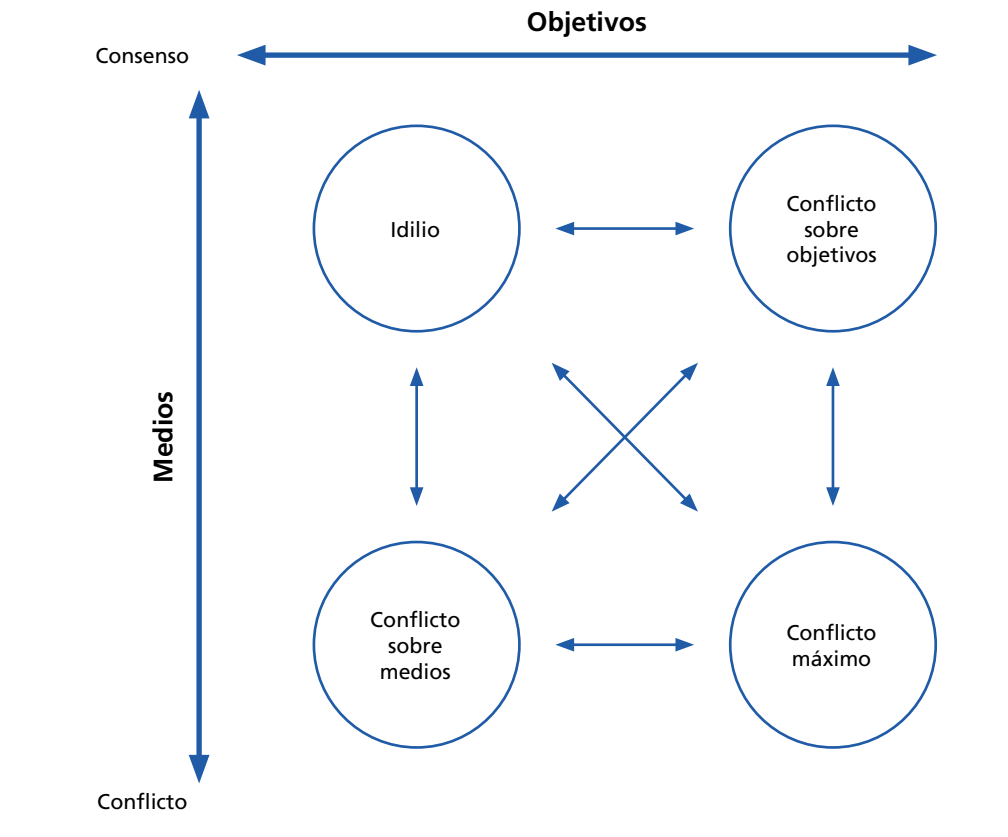 Objetivos
Consenso
Idilio
Conflicto
sobre
objetivos
Medios
Conflicto
sobre
medios
Conflicto
máximo
Conflicto